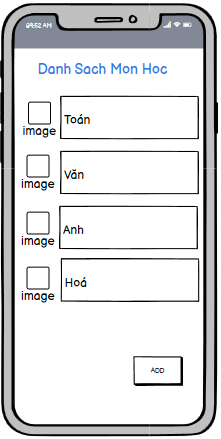 09:52 AM
Danh Sach Mon Hoc
Toán
image
Văn
image
Anh
image
Hoá
image
ADD